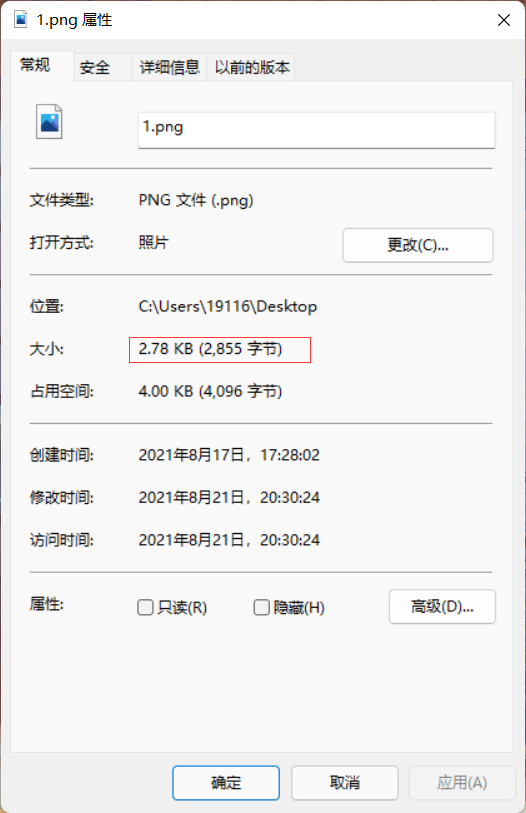 1.png 属性
常规 安全 详细信息 以前的版本
1.png
文件类型: PNG 文件 (.png)
打开方式: 照片 更改(C)...
位置: C:\Users\19116\Desktop
大小: 2.78 KB (2,855 字节)
占用空间: 4.00 KB (4,096 字节)
创建时间: 2021年8月17日，17:28:02
修改时间: 2021年8月21日，20:30:24
访问时间: 2021年8月21日，20:30:24
属性: 只读(R) 隐藏(H) 高级(D)...
确定 取消 应用(A)